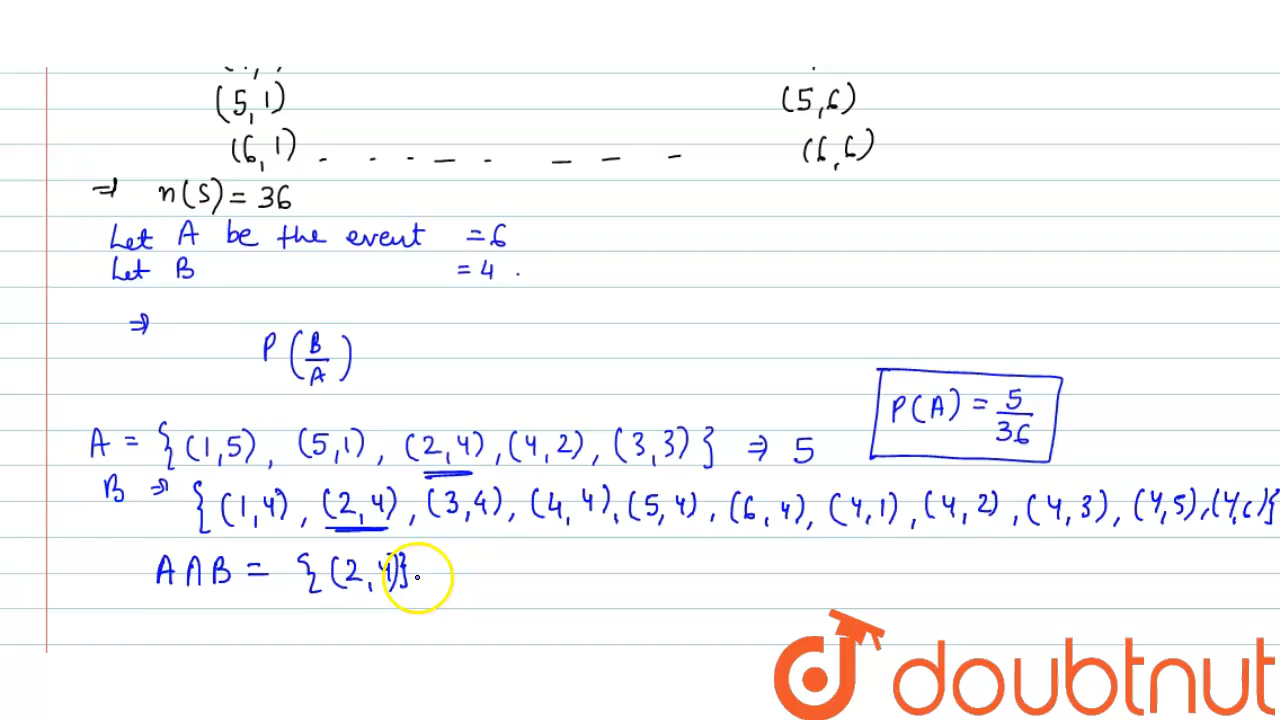 (5,1) (5,6)
(6,1) . . . – . – – – (6,6)
⇒ n(S) = 36
Let A be the event = 6
Let B = 4 .
⇒
P(B/A)
P(A) = 5/36
A = {(1,5), (5,1), (2,4), (4,2), (3,3)} ⇒ 5
B ⇒ {(1,4), (2,4), (3,4), (4,4), (5,4), (6,4), (4,1), (4,2), (4,3), (4,5), (4,6)}
A∩B = {(2,4)}.
doubtnut